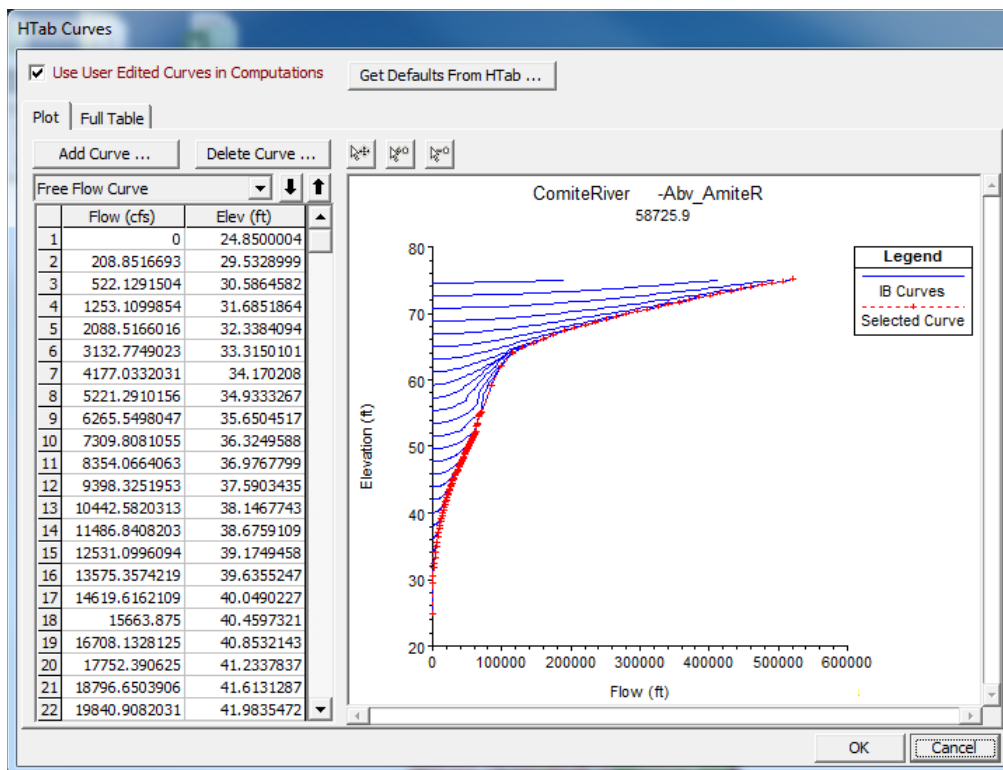 HTab Curves
Use User Edited Curves in Computations
Get Defaults From HTab ...
Plot
Full Table
Add Curve ...
Delete Curve ...
Free Flow Curve
Flow (cfs) Elev (ft)
1 0 24.8500004
2 208.8516693 29.5328999
3 522.1291504 30.5864582
4 1253.1099854 31.6851864
5 2088.5166016 32.3384094
6 3132.7749023 33.3150101
7 4177.0332031 34.170208
8 5221.2910156 34.9333267
9 6265.5498047 35.6504517
10 7309.8081055 36.3249588
11 8354.0664063 36.9767799
12 9398.3251953 37.5903435
13 10442.5820313 38.1467743
14 11486.8408203 38.6759109
15 12531.0996094 39.1749458
16 13575.3574219 39.6355247
17 14619.6162109 40.0490227
18 15663.875 40.4597321
19 16708.1328125 40.8532143
20 17752.390625 41.2337837
21 18796.6503906 41.6131287
22 19840.9082031 41.9835472
ComiteRiver -Abv_AmiteR
58725.9
80
70
60
50
40
30
20
Elevation (ft)
0 100000 200000 300000 400000 500000 600000
Flow (ft)
Legend
IB Curves
Selected Curve
OK
Cancel